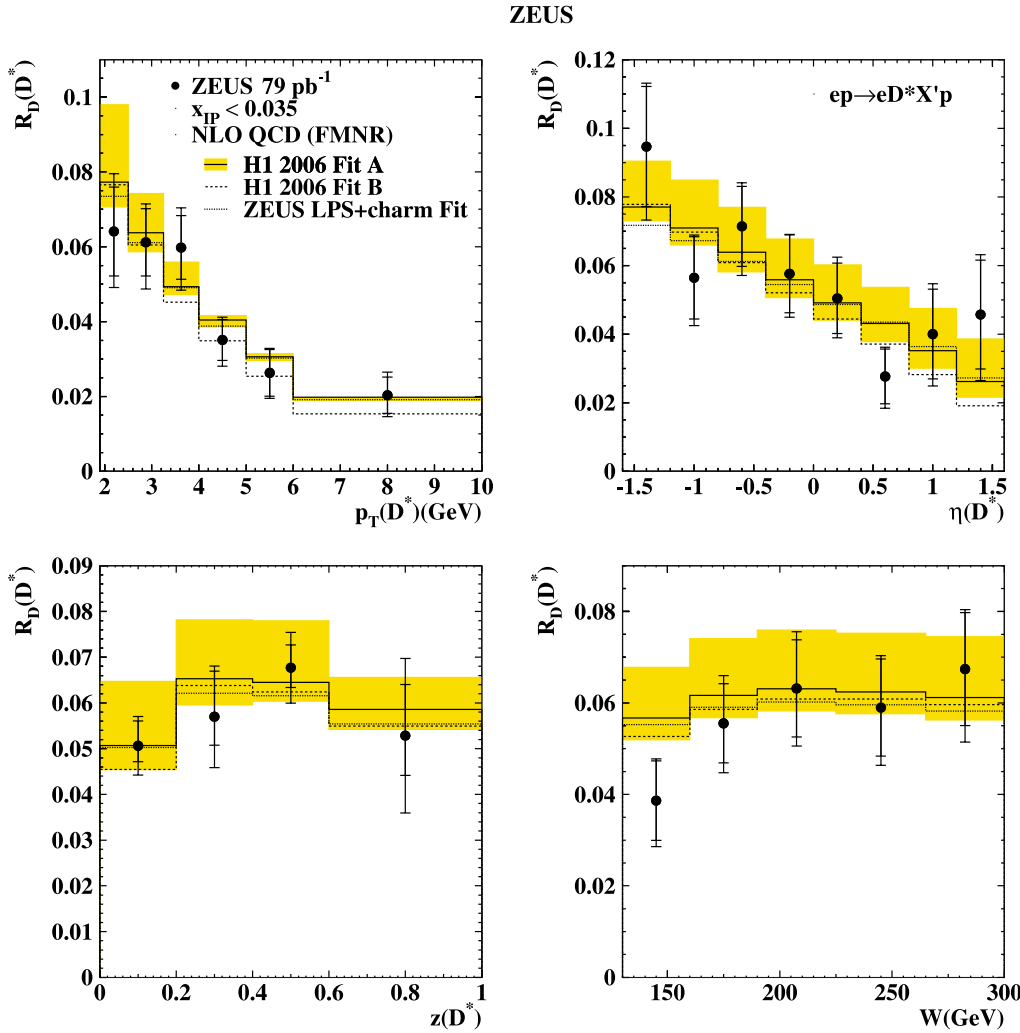 ZEUS
R_D(D^*)
0.1
0.08
0.06
0.04
0.02
0
ZEUS 79 pb^-1
x_IP < 0.035
NLO QCD (FMNR)
H1 2006 Fit A
H1 2006 Fit B
ZEUS LPS+charm Fit
2 3 4 5 6 7 8 9 10
p_T(D^*)(GeV)
R_D(D^*)
0.12
0.1
0.08
0.06
0.04
0.02
0
ep→eD*X'p
-1.5 -1 -0.5 0 0.5 1 1.5
η(D^*)
R_D(D^*)
0.09
0.08
0.07
0.06
0.05
0.04
0.03
0.02
0.01
0
0 0.2 0.4 0.6 0.8 1
z(D^*)
R_D(D^*)
0.08
0.06
0.04
0.02
0
150 200 250 300
W(GeV)